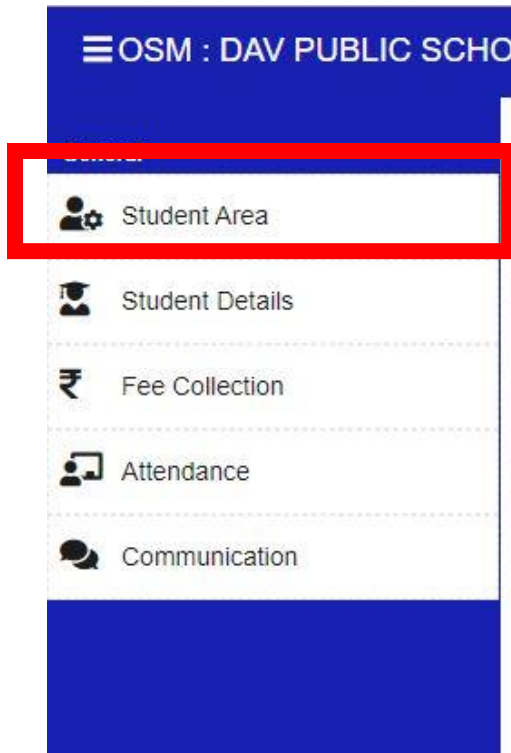 OSM : DAV PUBLIC SCHO
Student Area
Student Details
₹ Fee Collection
Attendance
Communication